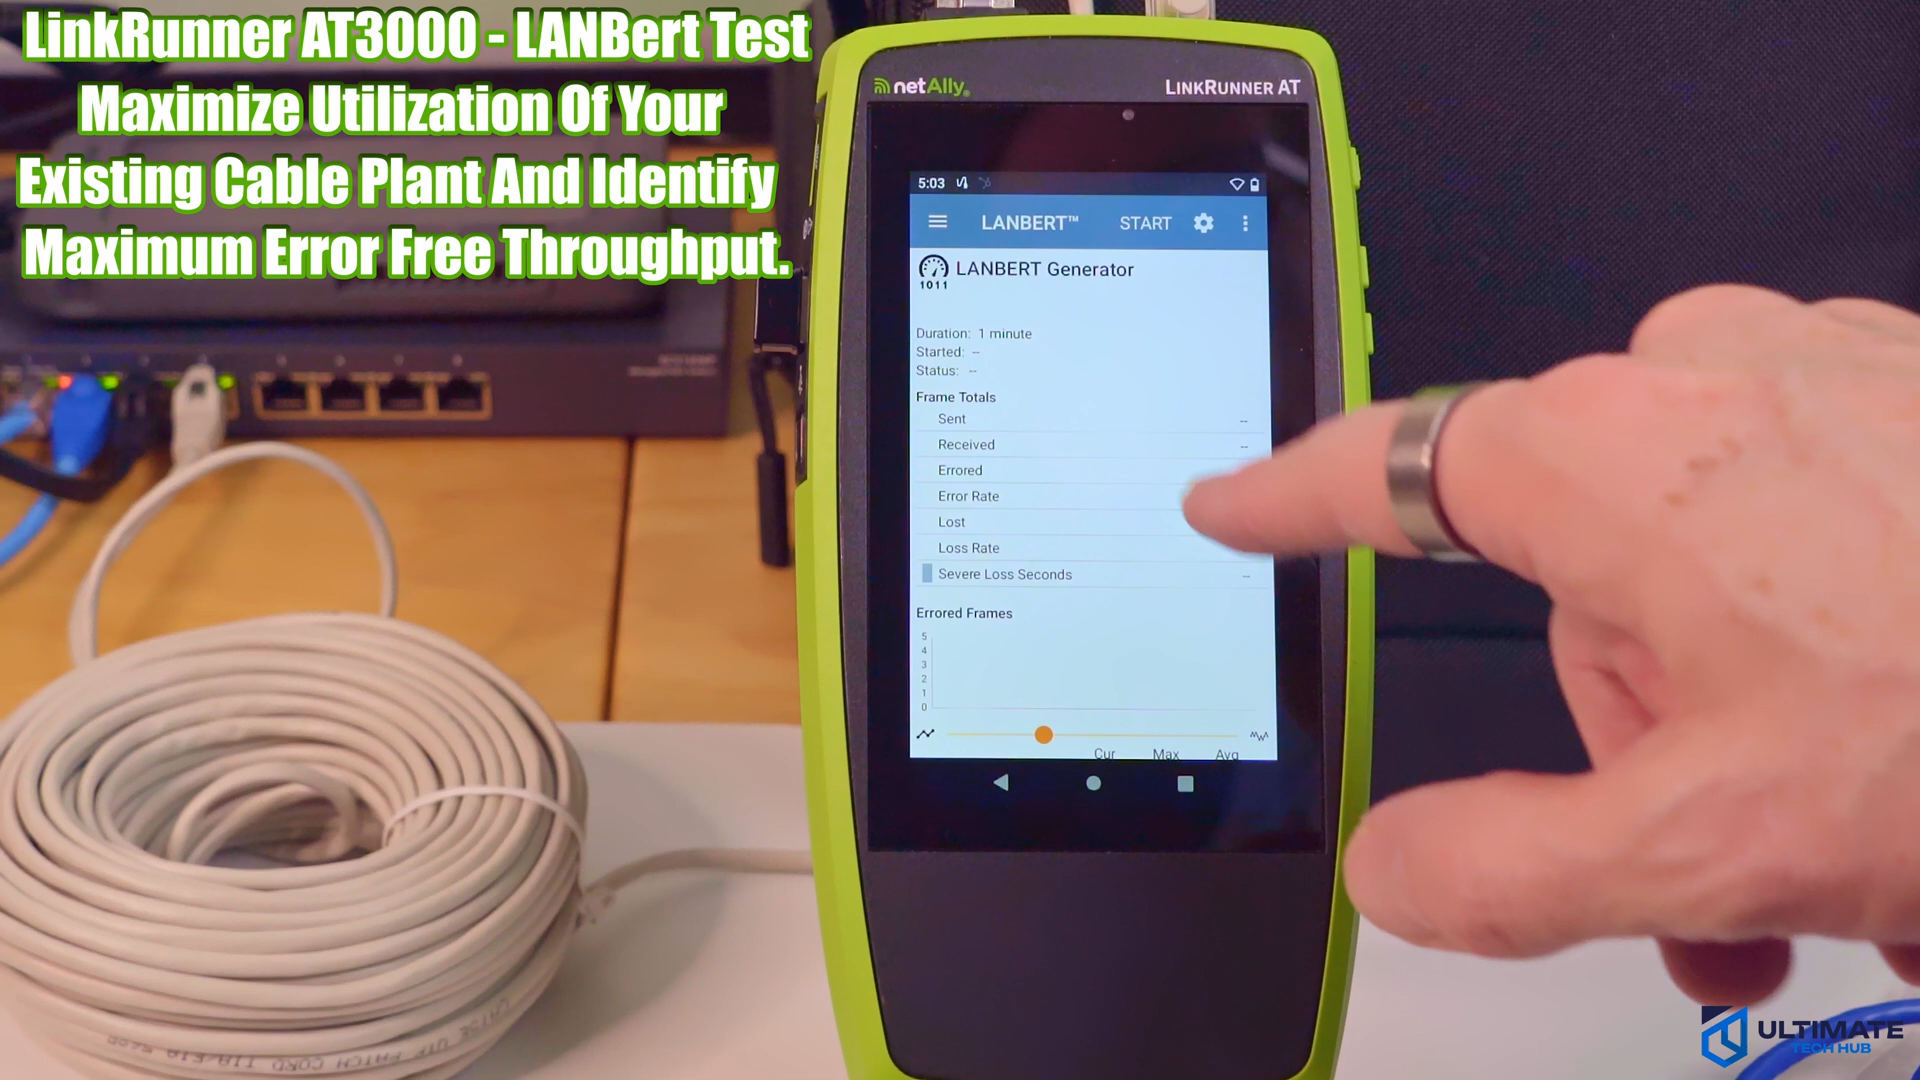 LinkRunner AT3000 - LANBert Test
Maximize Utilization Of Your
Existing Cable Plant And Identify
Maximum Error Free Throughput.
netAlly
LINKRUNNER AT
5:03
LANBERT™ START
1011
LANBERT Generator
Duration: 1 minute
Started: --
Status: --
Frame Totals
Sent --
Received --
Errored
Error Rate
Lost
Loss Rate
Severe Loss Seconds --
Errored Frames
5
4
3
2
1
0
Cur Max Avg
UTP PATCH CORD
ULTIMATE
TECH HUB